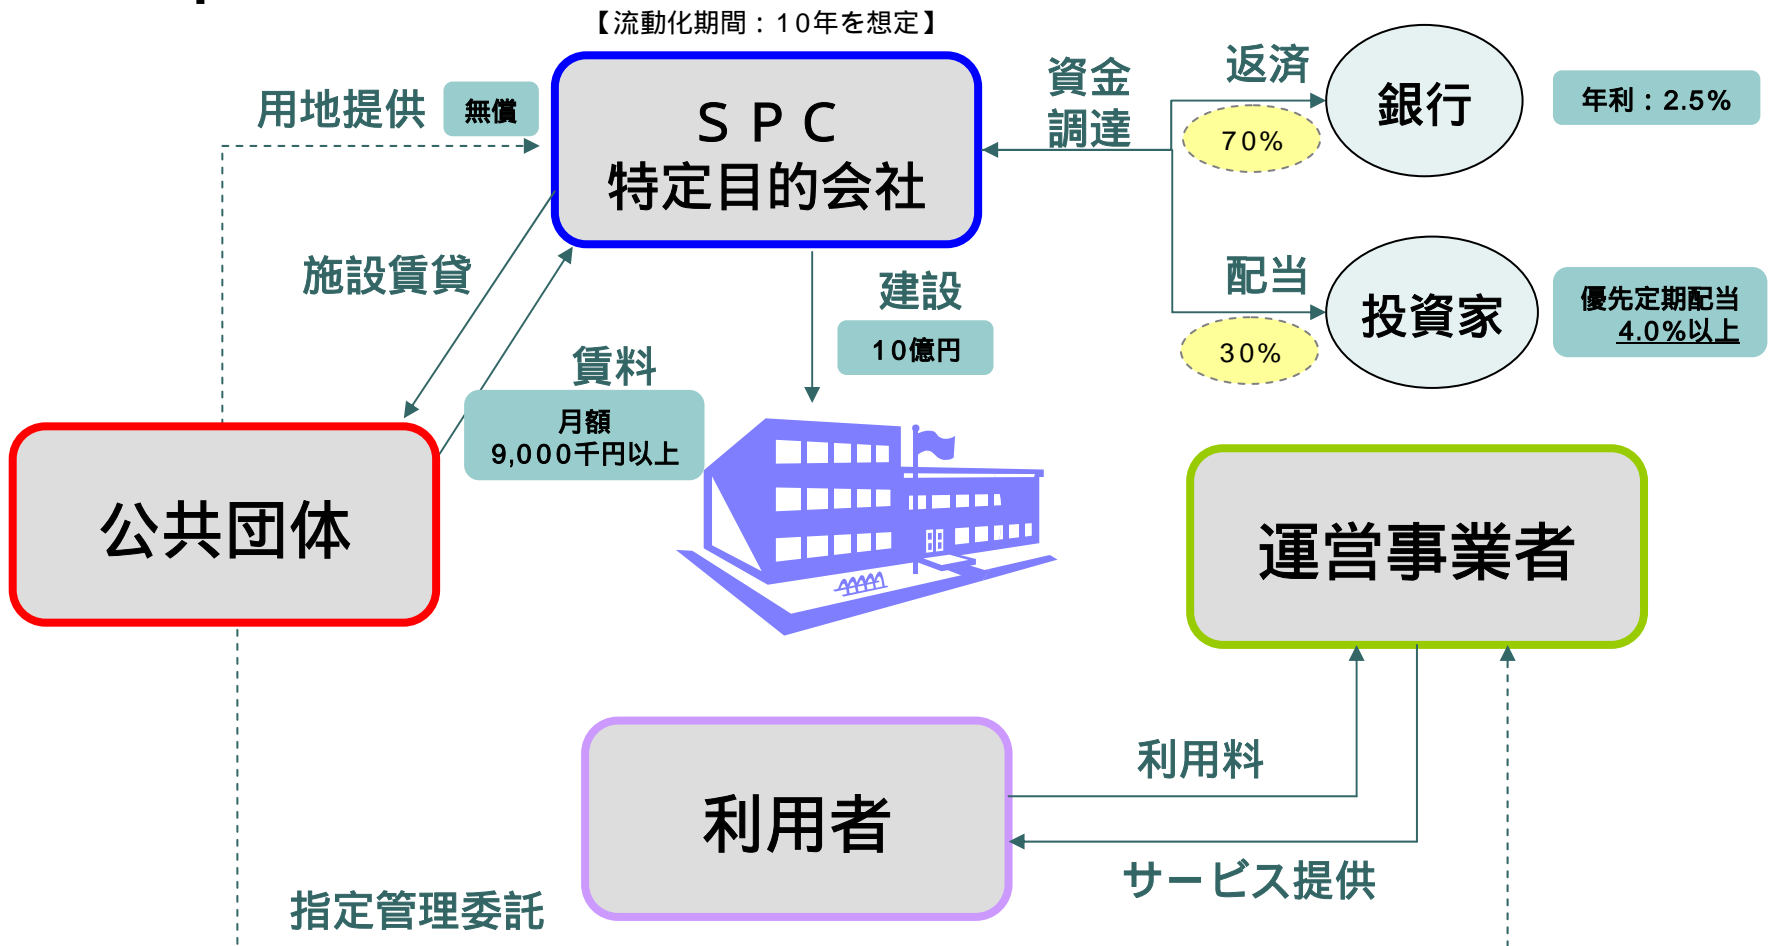 【流動化期間：10年を想定】
用地提供
無償
ＳＰＣ
特定目的会社
資金
調達
返済
70%
銀行
年利：2.5%
施設賃貸
建設
10億円
配当
30%
投資家
優先定期配当
4.0%以上
賃料
月額
9,000千円以上
公共団体
運営事業者
利用者
利用料
サービス提供
指定管理委託